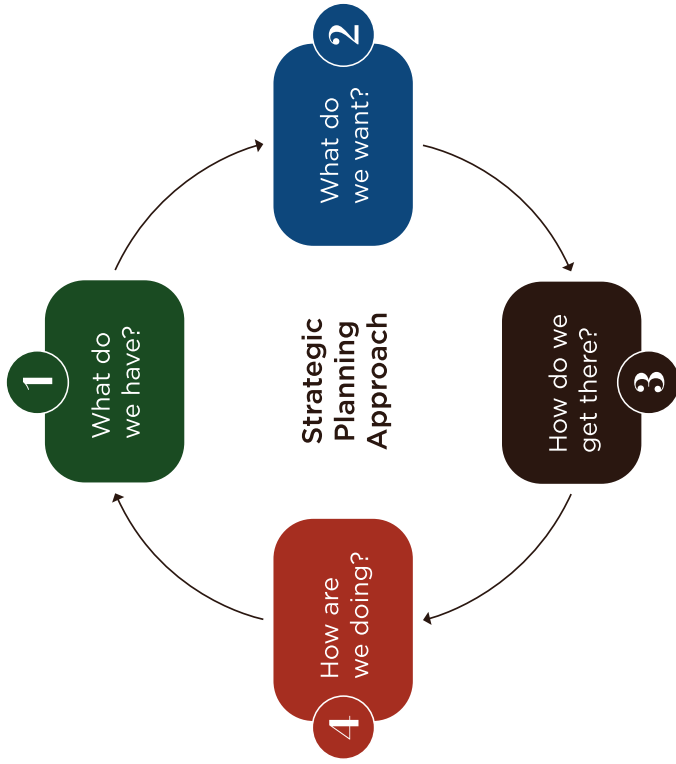 Strategic
Planning
Approach
1
What do
we have?
2
What do
we want?
3
How do we
get there?
4
How are
we doing?